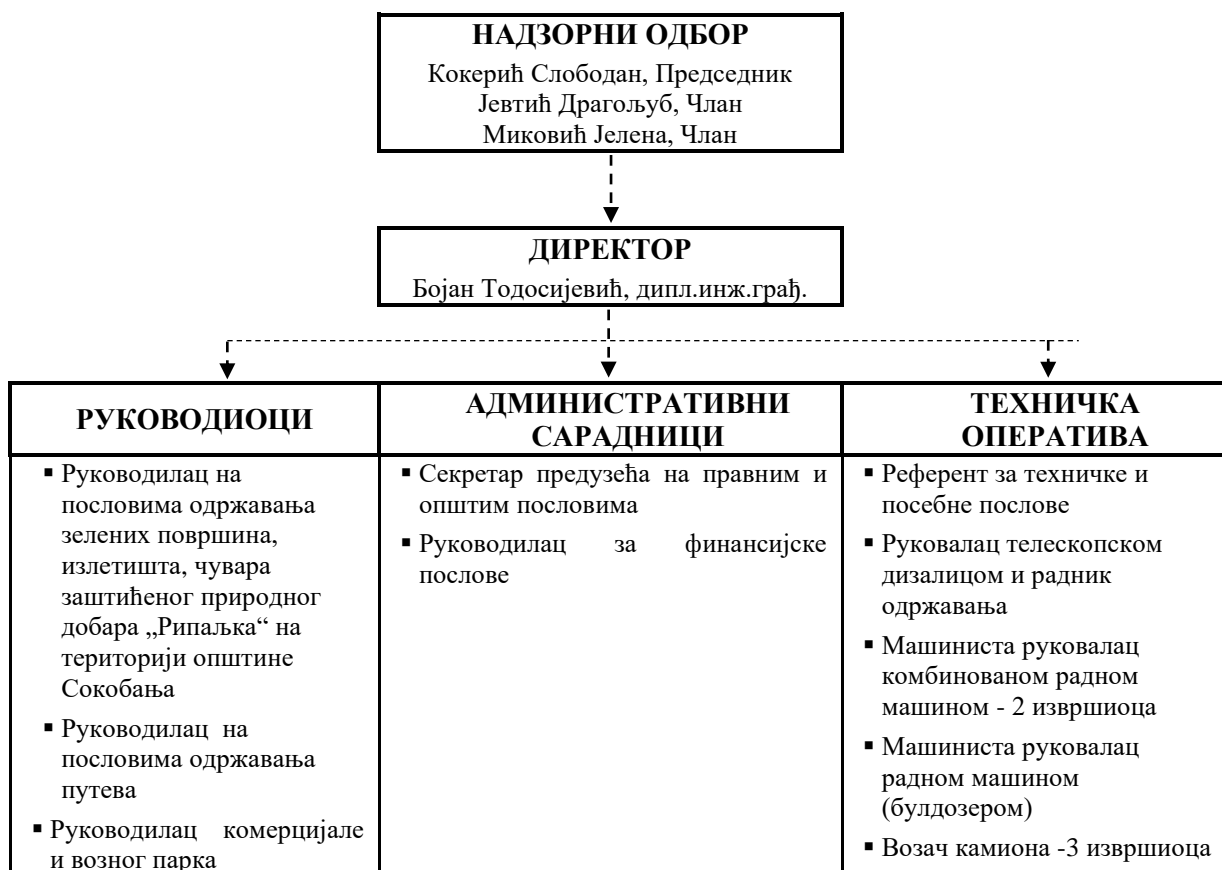 НАДЗОРНИ ОДБОР
Кокерић Слободан, Председник
Јевтић Драгољуб, Члан
Миковић Јелена, Члан
ДИРЕКТОР
Бојан Тодосијевић, дипл.инж.грађ.
РУКОВОДИОЦИ
▪ Руководилац на
пословима одржавања
зелених површина,
излетишта, чувара
заштићеног природног
добара „Рипаљка“ на
територији општине
Сокобања
▪ Руководилац на
пословима одржавања
путева
▪ Руководилац комерцијале
и возног парка
АДМИНИСТРАТИВНИ
САРАДНИЦИ
▪ Секретар предузећа на правним и
општим пословима
▪ Руководилац за финансијске
послове
ТЕХНИЧКА
ОПЕРАТИВА
▪ Референт за техничке и
посебне послове
▪ Руковалац телескопском
дизалицом и радник
одржавања
▪ Машиниста руковалац
комбинованом радном
машином - 2 извршиоца
▪ Машиниста руковалац
радном машином
(булдозером)
▪ Возач камиона -3 извршиоца